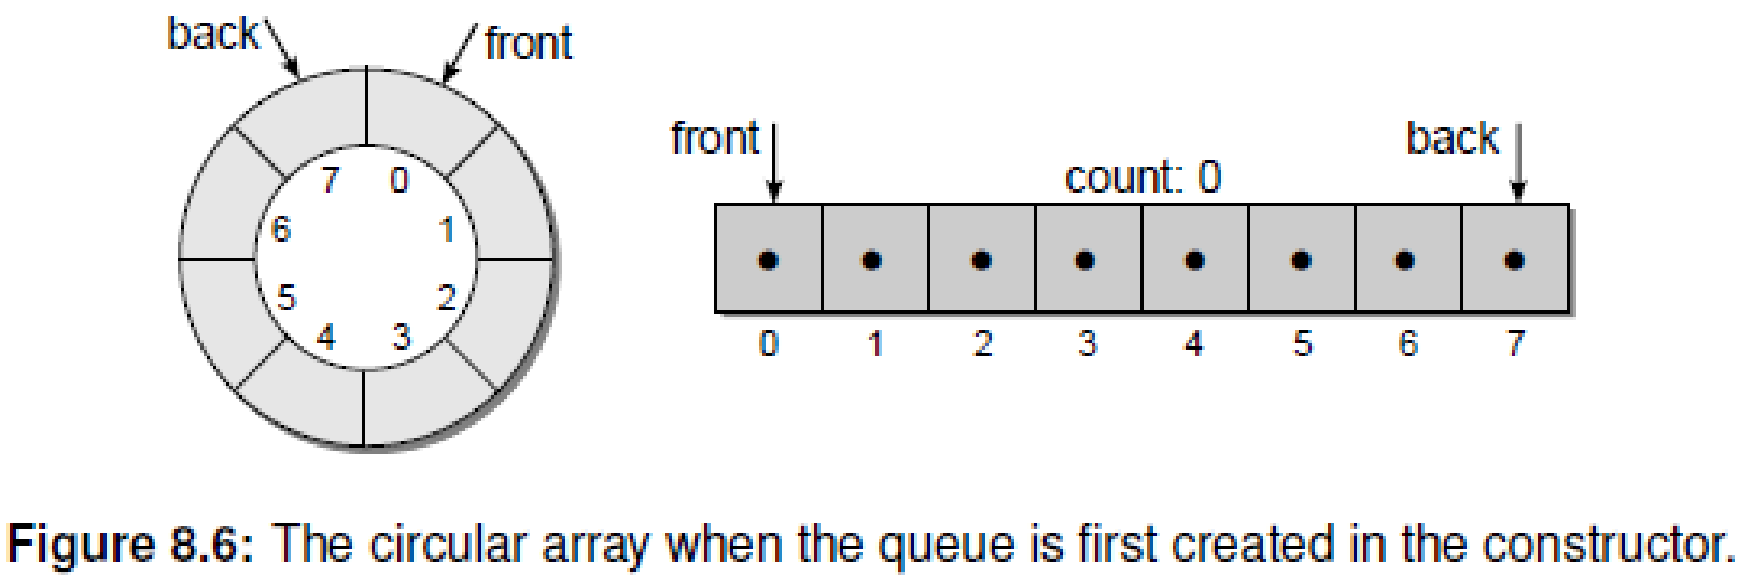 back front
7 0
6 1
5 2
4 3
front back
count: 0
0 1 2 3 4 5 6 7
Figure 8.6: The circular array when the queue is first created in the constructor.